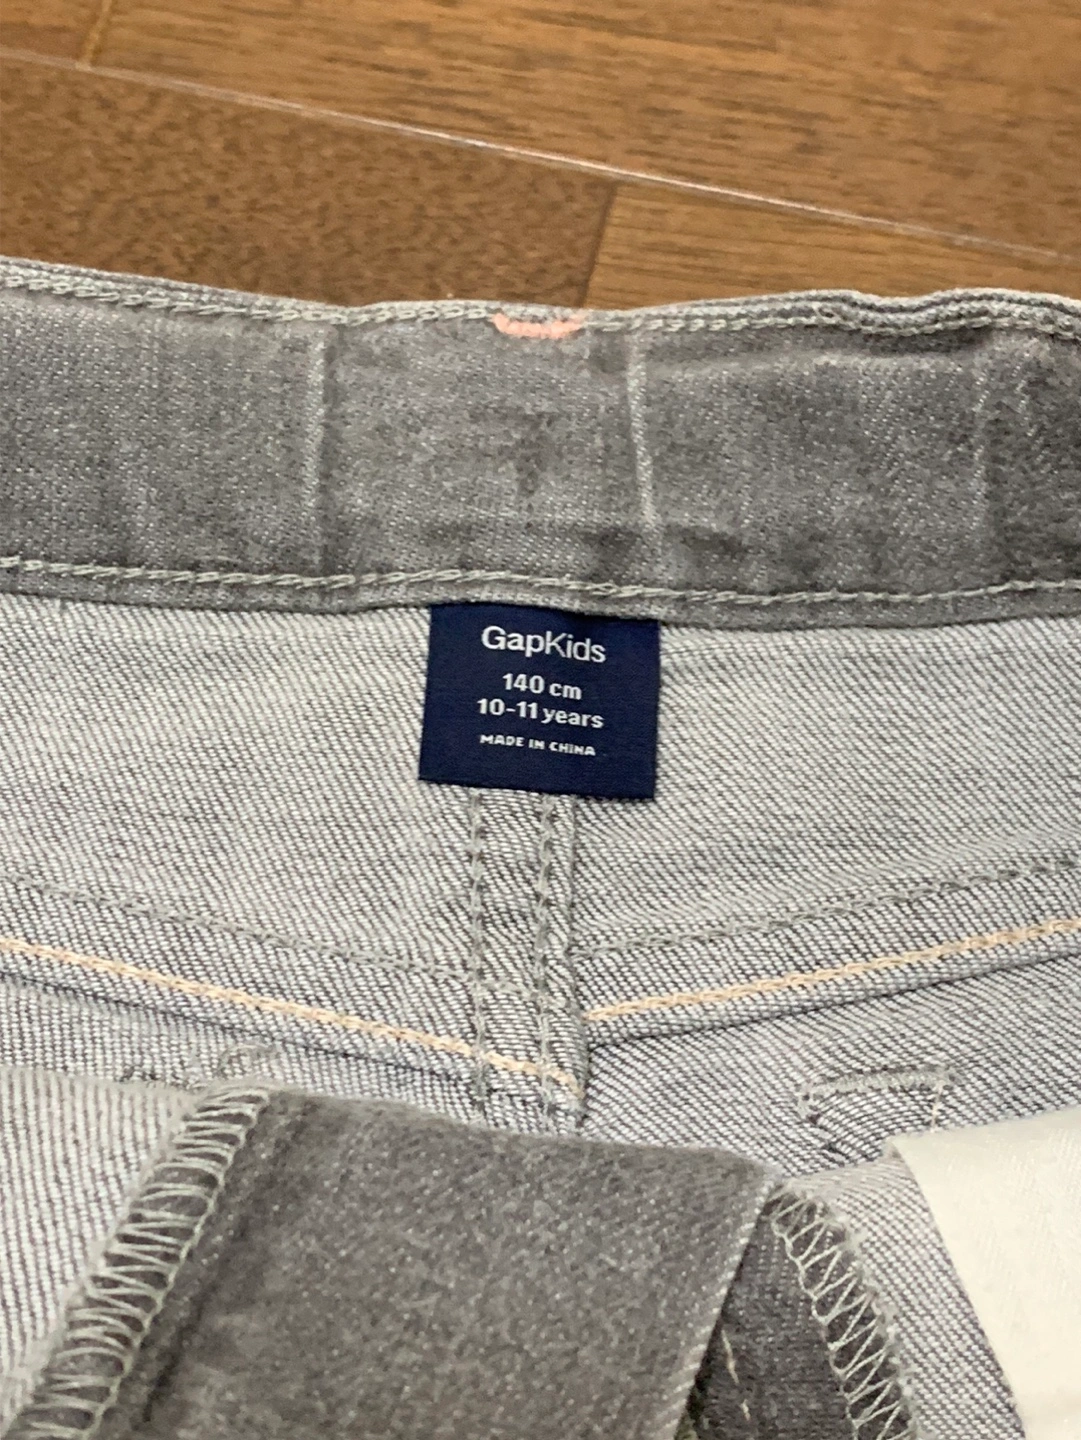 GapKids
140 cm
10-11 years
MADE IN CHINA